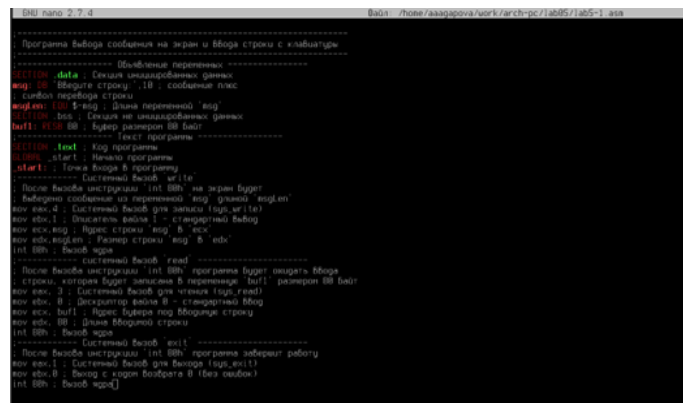 GNU nano 2.7.4 Файл: /home/aaagapova/work/arch-pc/lab05/lab5-1.asm
;-----------------------------------------------------------
; Программа вывода сообщения на экран и ввода строки с клавиатуры
;-----------------------------------------------------------
;------------------- Объявление переменных ----------------
SECTION .data ; Секция инициированных данных
msg: DB 'Введите строку:',10 ; сообщение плюс
; символ перевода строки
msgLen: EQU $-msg ; Длина переменной 'msg'
SECTION .bss ; Секция не инициированных данных
buf1: RESB 80 ; Буфер размером 80 байт
;------------------- Текст программы -----------------
SECTION .text ; Код программы
GLOBAL _start ; Начало программы
_start: ; Точка входа в программу
;------------ Системный вызов `write`
; После вызова инструкции 'int 80h' на экран будет
; выведено сообщение из переменной 'msg' длиной 'msgLen'
mov eax,4 ; Системный вызов для записи (sys_write)
mov ebx,1 ; Описатель файла 1 - стандартный вывод
mov ecx,msg ; Адрес строки 'msg' в 'ecx'
mov edx,msgLen ; Размер строки 'msg' в 'edx'
int 80h ; Вызов ядра
;------------ системный вызов `read` ----------------------
; После вызова инструкции 'int 80h' программа будет ожидать ввода
; строки, которая будет записана в переменную 'buf1' размером 80 байт
mov eax, 3 ; Системный вызов для чтения (sys_read)
mov ebx, 0 ; Дескриптор файла 0 - стандартный ввод
mov ecx, buf1 ; Адрес буфера под вводимую строку
mov edx, 80 ; Длина вводимой строки
int 80h ; Вызов ядра
;------------ Системный вызов `exit` ----------------------
; После вызова инструкции 'int 80h' программа завершит работу
mov eax,1 ; Системный вызов для выхода (sys_exit)
mov ebx,0 ; Выход с кодом возврата 0 (без ошибок)
int 80h ; Вызов ядра